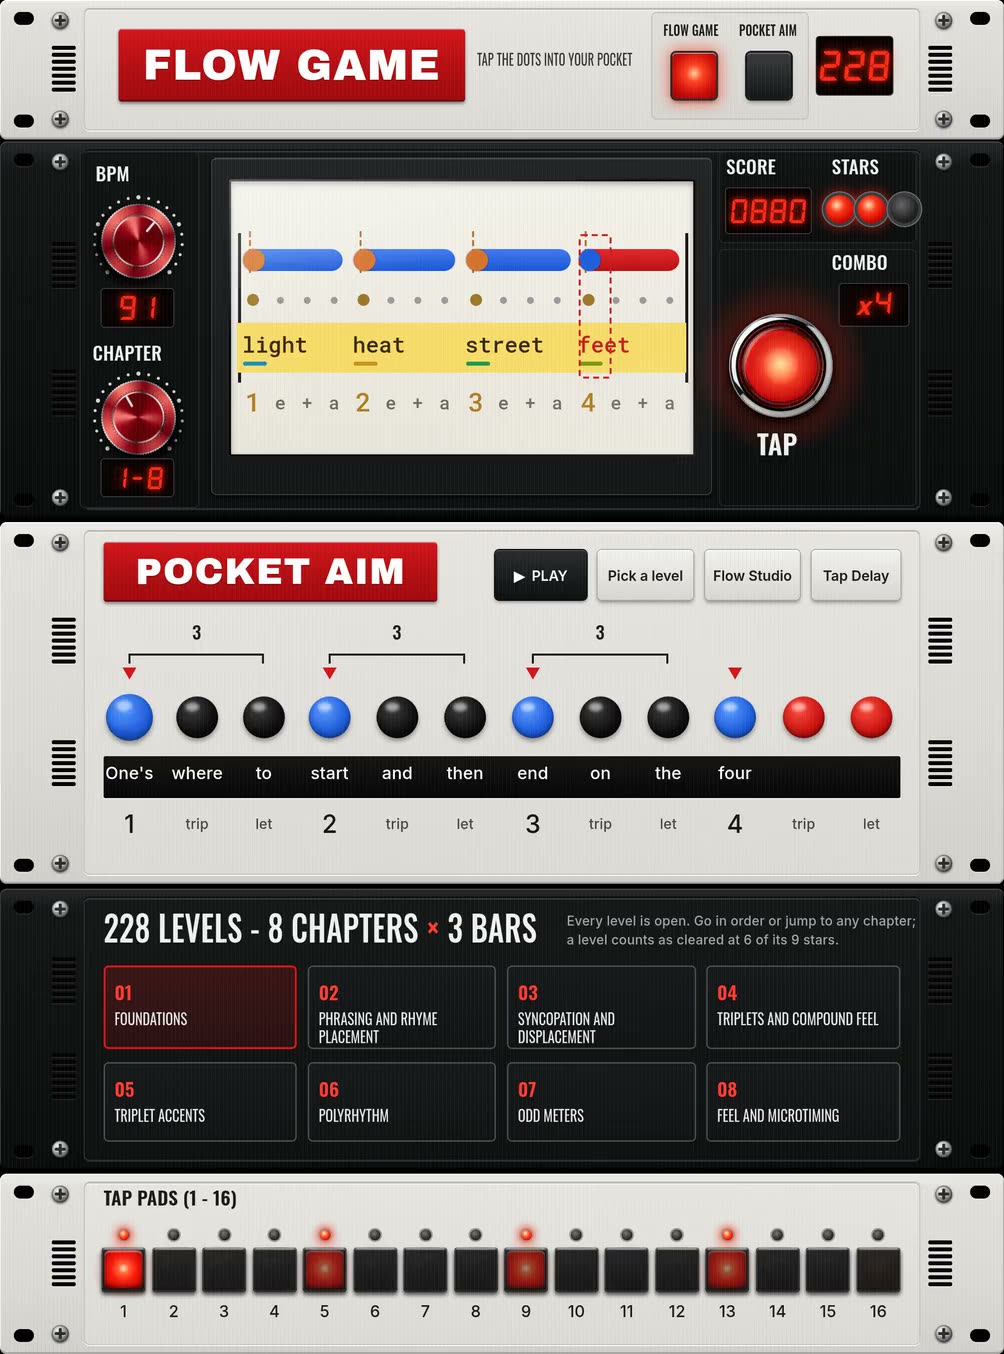 FLOW GAME
TAP THE DOTS INTO YOUR POCKET
FLOW GAME
POCKET AIM
228
BPM
91
CHAPTER
1-8
light heat street feet
1 e + a 2 e + a 3 e + a 4 e + a
SCORE
0880
STARS
COMBO
x4
TAP
POCKET AIM
▶ PLAY
Pick a level
Flow Studio
Tap Delay
3 3 3
One's where to start and then end on the four
1 trip let 2 trip let 3 trip let 4 trip let
228 LEVELS - 8 CHAPTERS × 3 BARS
Every level is open. Go in order or jump to any chapter;
a level counts as cleared at 6 of its 9 stars.
01
FOUNDATIONS
02
PHRASING AND RHYME
PLACEMENT
03
SYNCOPATION AND
DISPLACEMENT
04
TRIPLETS AND COMPOUND FEEL
05
TRIPLET ACCENTS
06
POLYRHYTHM
07
ODD METERS
08
FEEL AND MICROTIMING
TAP PADS (1 - 16)
1 2 3 4 5 6 7 8 9 10 11 12 13 14 15 16